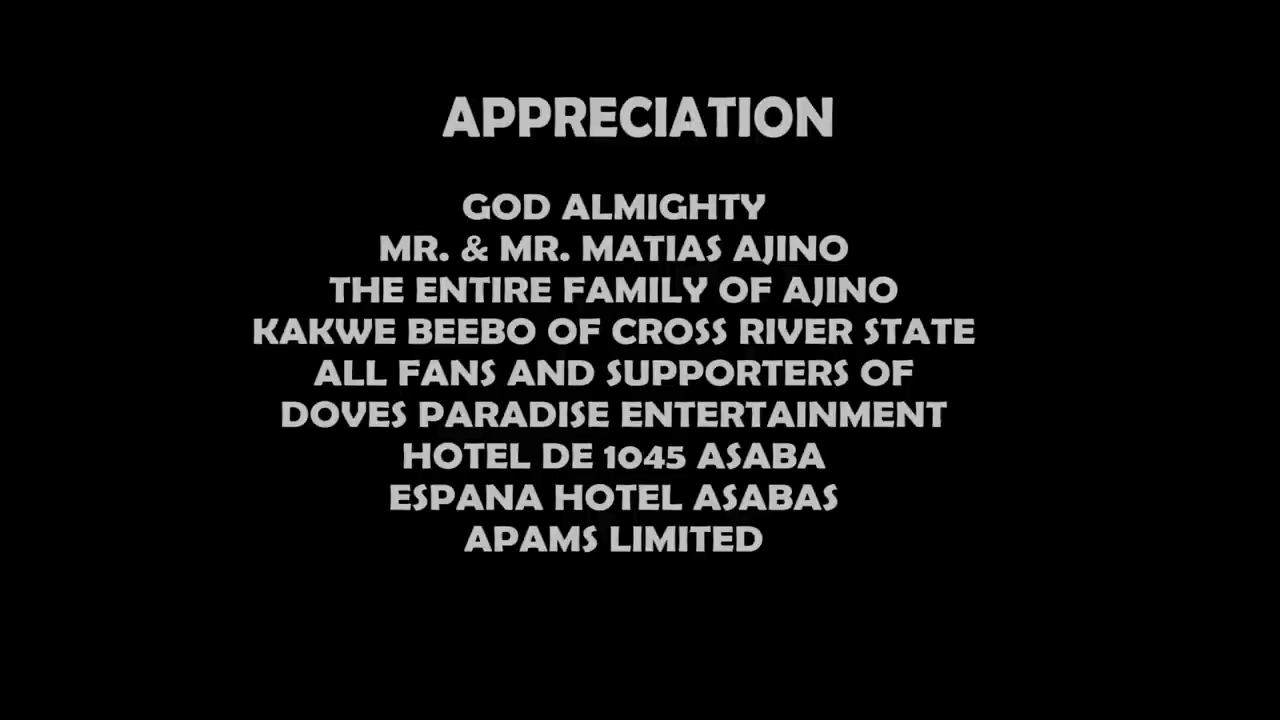 APPRECIATION
GOD ALMIGHTY
MR. & MR. MATIAS AJINO
THE ENTIRE FAMILY OF AJINO
KAKWE BEEBO OF CROSS RIVER STATE
ALL FANS AND SUPPORTERS OF
DOVES PARADISE ENTERTAINMENT
HOTEL DE 1045 ASABA
ESPANA HOTEL ASABAS
APAMS LIMITED